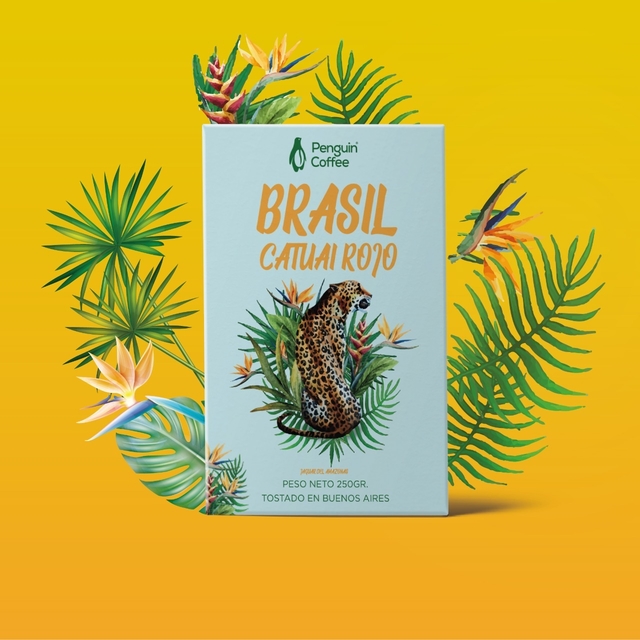 Penguin
Coffee
BRASIL
CATUAI ROJO
PESO NETO 250GR.
TOSTADO EN BUENOS AIRES